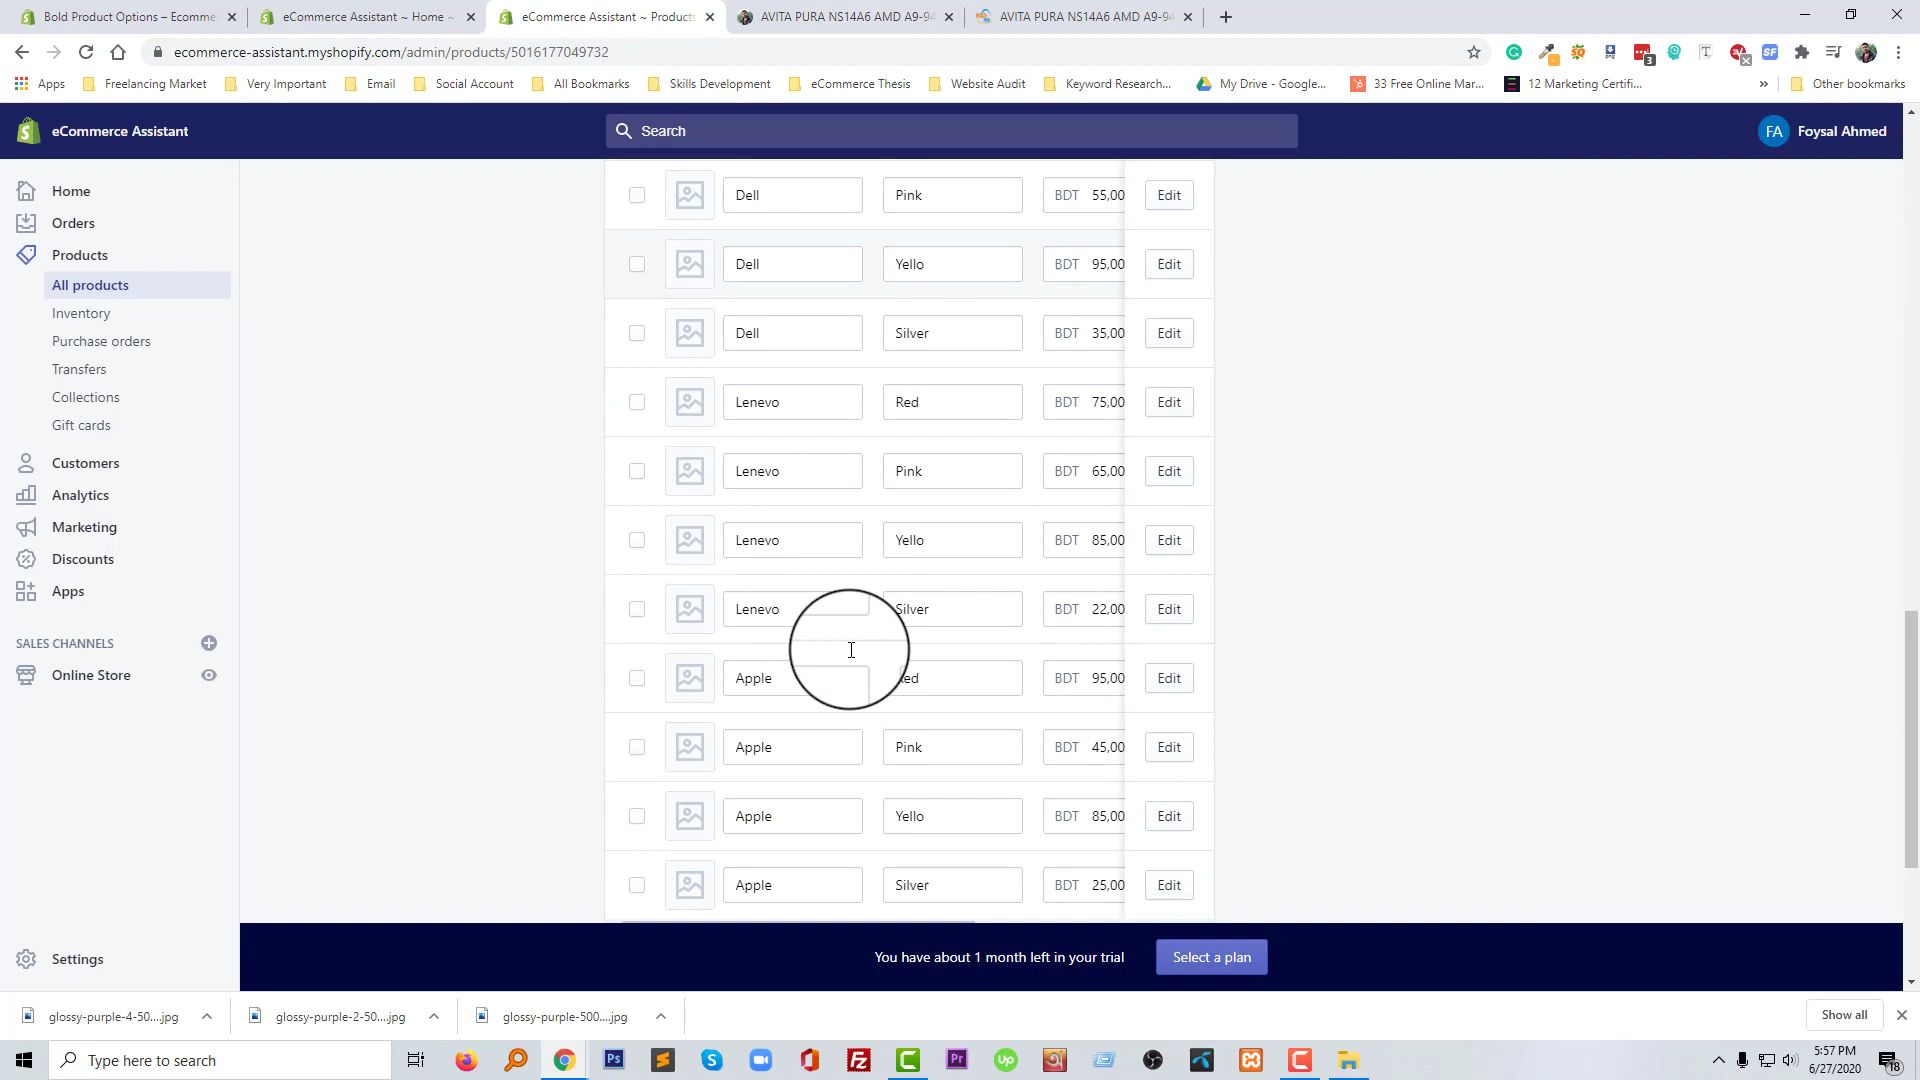 Bold Product Options – Ecomme
eCommerce Assistant ~ Home ~
eCommerce Assistant ~ Products
AVITA PURA NS14A6 AMD A9-94
AVITA PURA NS14A6 AMD A9-94
ecommerce-assistant.myshopify.com/admin/products/5016177049732
Apps
Freelancing Market
Very Important
Email
Social Account
All Bookmarks
Skills Development
eCommerce Thesis
Website Audit
Keyword Research...
My Drive - Google...
33 Free Online Mar...
12 Marketing Certifi...
»
Other bookmarks
eCommerce Assistant
Search
FA
Foysal Ahmed
Home
Orders
Products
All products
Inventory
Purchase orders
Transfers
Collections
Gift cards
Customers
Analytics
Marketing
Discounts
Apps
SALES CHANNELS
Online Store
Settings
Dell Pink BDT 55,00 Edit
Dell Yello BDT 95,00 Edit
Dell Silver BDT 35,00 Edit
Lenevo Red BDT 75,00 Edit
Lenevo Pink BDT 65,00 Edit
Lenevo Yello BDT 85,00 Edit
Lenevo Silver BDT 22,00 Edit
Apple Red BDT 95,00 Edit
Apple Pink BDT 45,00 Edit
Apple Yello BDT 85,00 Edit
Apple Silver BDT 25,00 Edit
You have about 1 month left in your trial
Select a plan
glossy-purple-4-50....jpg
glossy-purple-2-50....jpg
glossy-purple-500....jpg
Show all
Type here to search
5:57 PM
6/27/2020
18